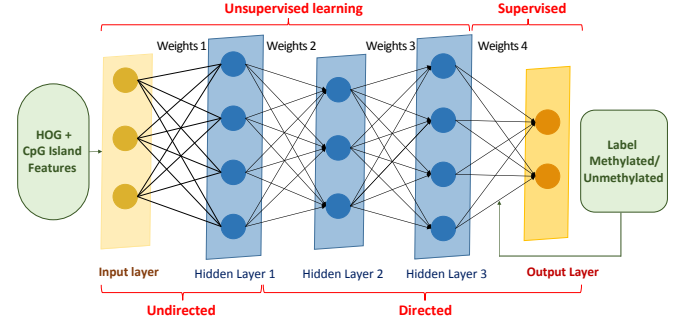 Unsupervised learning
Supervised
Weights 1
Weights 2
Weights 3
Weights 4
HOG +
CpG Island
Features
Label
Methylated/
Unmethylated
Input layer
Hidden Layer 1
Hidden Layer 2
Hidden Layer 3
Output Layer
Undirected
Directed